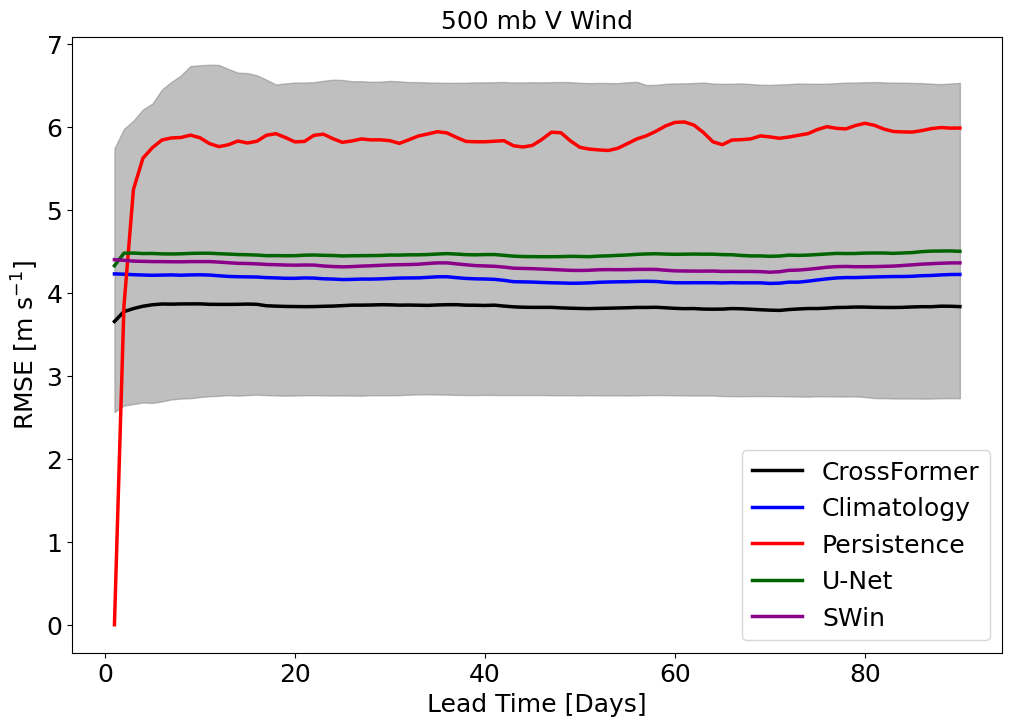 500 mb V Wind
RMSE [m s⁻¹]
7
6
5
4
3
2
1
0
0 20 40 60 80
Lead Time [Days]
CrossFormer
Climatology
Persistence
U-Net
SWin